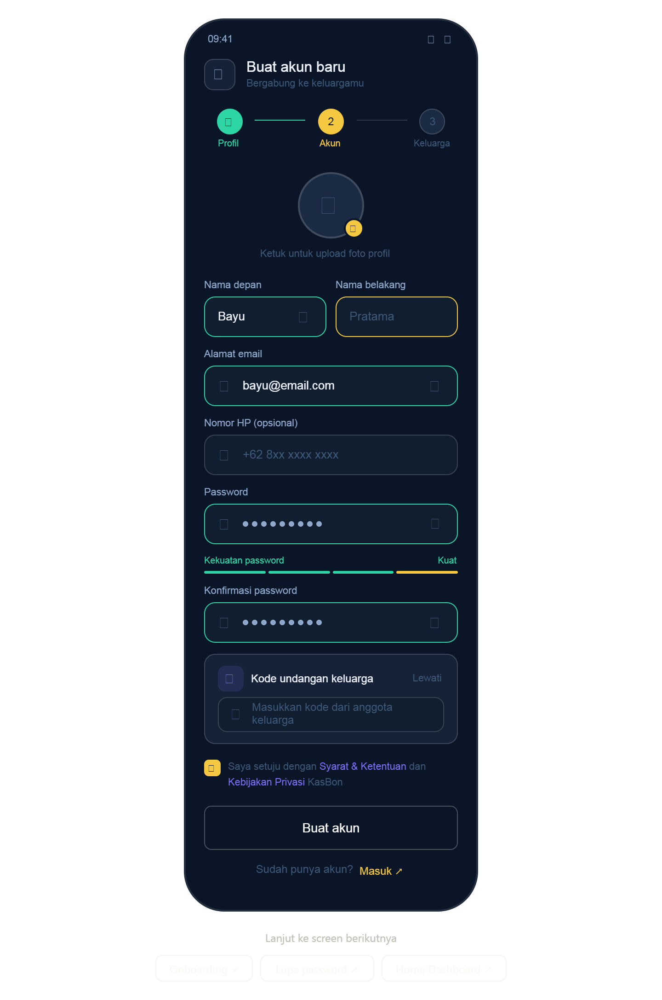 09:41
Buat akun baru
Bergabung ke keluargamu
2
3
Profil
Akun
Keluarga
Ketuk untuk upload foto profil
Nama depan
Nama belakang
Bayu
Pratama
Alamat email
bayu@email.com
Nomor HP (opsional)
+62 8xx xxxx xxxx
Password
•••••••••
Kekuatan password
Kuat
Konfirmasi password
•••••••••
Kode undangan keluarga
Lewati
Masukkan kode dari anggota
keluarga
Saya setuju dengan Syarat & Ketentuan dan
Kebijakan Privasi KasBon
Buat akun
Sudah punya akun? Masuk ↗
Lanjut ke screen berikutnya
Onboarding ↗
Lupa password ↗
Home Dashboard ↗